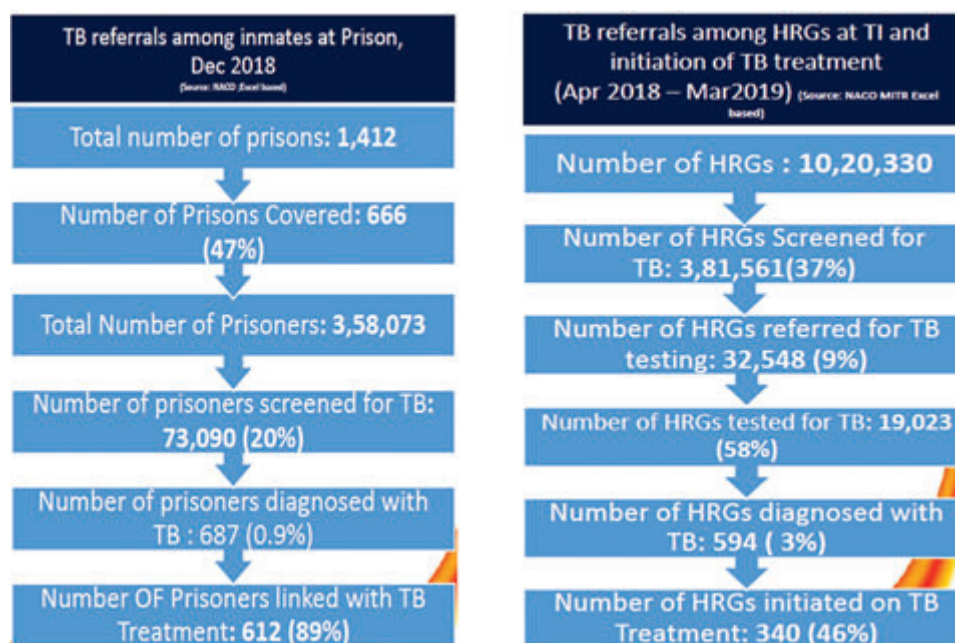 TB referrals among inmates at Prison,
Dec 2018
(Source: NACO ,Excel based)
Total number of prisons: 1,412
Number of Prisons Covered: 666
(47%)
Total Number of Prisoners: 3,58,073
Number of prisoners screened for TB:
73,090 (20%)
Number of prisoners diagnosed with
TB : 687 (0.9%)
Number OF Prisoners linked with TB
Treatment: 612 (89%)
TB referrals among HRGs at TI and
initiation of TB treatment
(Apr 2018 – Mar2019) (Source: NACO MITR Excel
based)
Number of HRGs : 10,20,330
Number of HRGs Screened for
TB: 3,81,561(37%)
Number of HRGs referred for TB
testing: 32,548 (9%)
Number of HRGs tested for TB: 19,023
(58%)
Number of HRGs diagnosed with
TB: 594 ( 3%)
Number of HRGs initiated on TB
Treatment: 340 (46%)